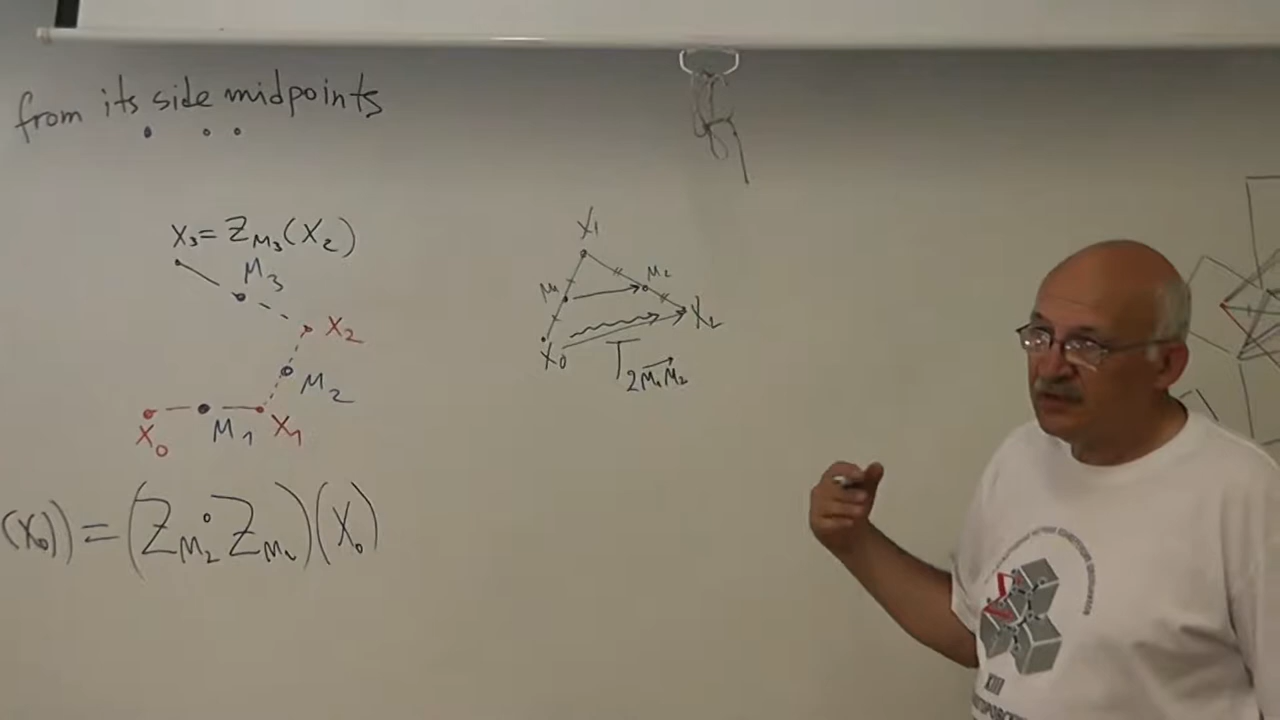 from its side midpoints
X₃= Z_M₃(X₂)
M₃
X₂
M₂
X₀ M₁ X₁
(X₀)) = (Z_M₂ ∘ Z_M₁)(X₀)
X₁
M₁ M₂
X₀ X₂
T_2M₁M₂
XIII